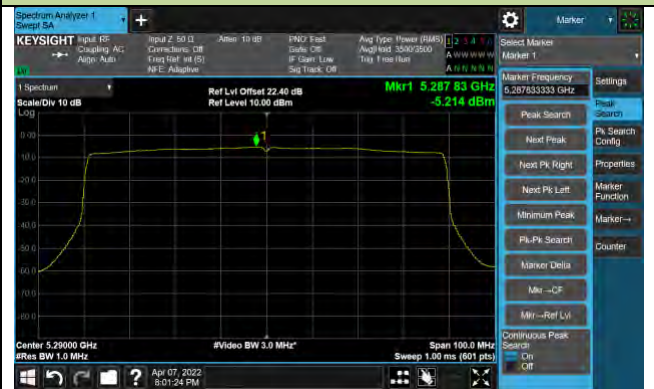 Spectrum Analyzer 1
Swept SA
+
Marker
KEYSIGHT
Input: RF
Coupling: AC
Align: Auto
Input Z: 50 Ω
Corrections: Off
Freq Ref: Int (S)
NFE: Adaptive
Atten: 10 dB
PNO: Fast
Gate: Off
IF Gain: Low
Sig Track: Off
Avg Type: Power (RMS)
Avg|Hold: 3500/3500
Trig: Free Run
1 2 3 4 5 6
A W W W W W
A N N N N N
Select Marker
Marker 1
Marker Frequency
5.287833333 GHz
Settings
1 Spectrum
Scale/Div 10 dB
Log
Ref Lvl Offset 22.40 dB
Ref Level 10.00 dBm
Mkr1 5.287 83 GHz
-5.214 dBm
Peak Search
Peak Search
Next Peak
Pk Search Config
Next Pk Right
Properties
Next Pk Left
Marker Function
Minimum Peak
Marker→
Pk-Pk Search
Counter
Marker Delta
Mkr→CF
Mkr→Ref Lvl
Continuous Peak Search
On
Off
1
0.00
-10.0
-20.0
-30.0
-40.0
-50.0
-60.0
-70.0
-80.0
Center 5.29000 GHz
#Res BW 1.0 MHz
#Video BW 3.0 MHz*
Span 100.0 MHz
Sweep 1.00 ms (601 pts)
?
Apr 07, 2022
8:01:24 PM